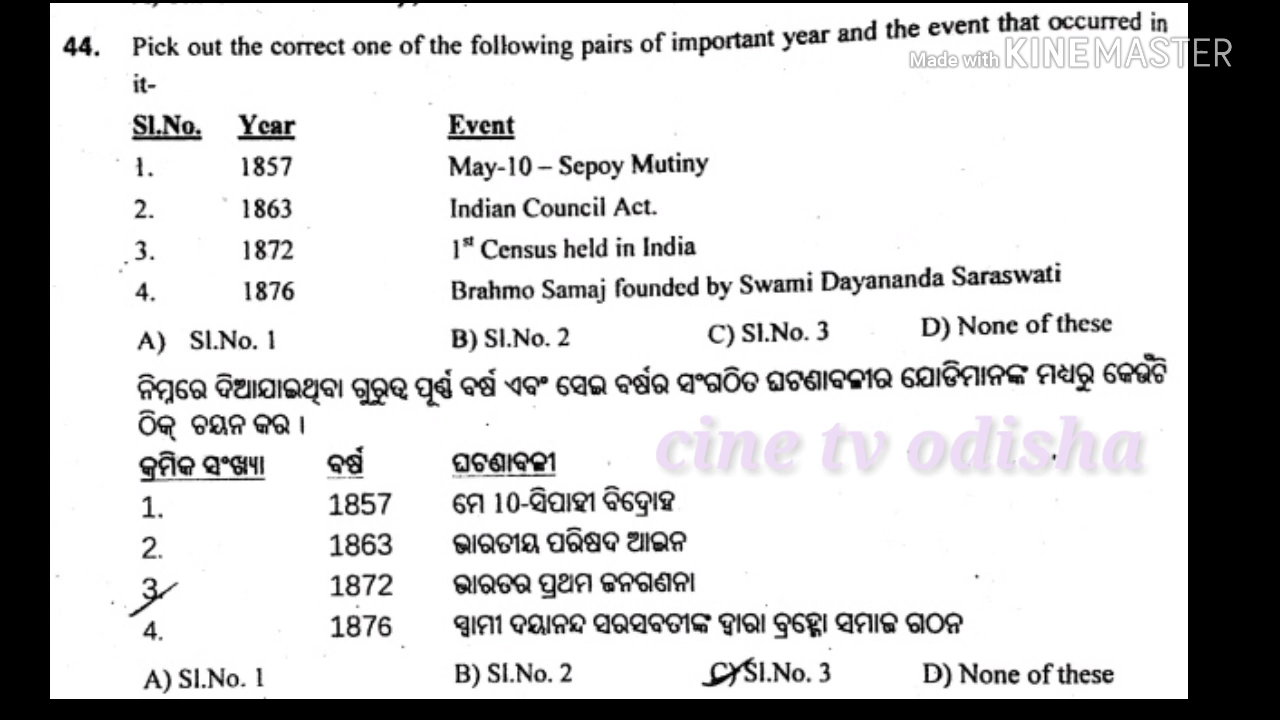 44. Pick out the correct one of the following pairs of important year and the event that occurred in
Made with KINEMASTER
it-
Sl.No. Year Event
1. 1857 May-10 – Sepoy Mutiny
2. 1863 Indian Council Act.
3. 1872 1st Census held in India
4. 1876 Brahmo Samaj founded by Swami Dayananda Saraswati
A) Sl.No. 1 B) Sl.No. 2 C) Sl.No. 3 D) None of these
ନିମ୍ନରେ ଦିଆଯାଇଥିବା ଗୁରୁତ୍ୱ ପୂର୍ଣ୍ଣ ବର୍ଷ ଏବଂ ସେଇ ବର୍ଷର ସଂଗଠିତ ଘଟଣାବଳୀର ଯୋଡିମାନଙ୍କ ମଧ୍ୟରୁ କେଉଁଟି
ଠିକ୍ ଚୟନ କର ।
cine tv odisha
କ୍ରମିକ ସଂଖ୍ୟା ବର୍ଷ ଘଟଣାବଳୀ
1. 1857 ମେ 10-ସିପାହୀ ବିଦ୍ରୋହ
2. 1863 ଭାରତୀୟ ପରିଷଦ ଆଇନ
3. 1872 ଭାରତର ପ୍ରଥମ ଜନଗଣନା
4. 1876 ସ୍ୱାମୀ ଦୟାନନ୍ଦ ସରସବତୀଙ୍କ ଦ୍ୱାରା ବ୍ରହ୍ମୋ ସମାଜ ଗଠନ
A) Sl.No. 1 B) Sl.No. 2 C) Sl.No. 3 D) None of these